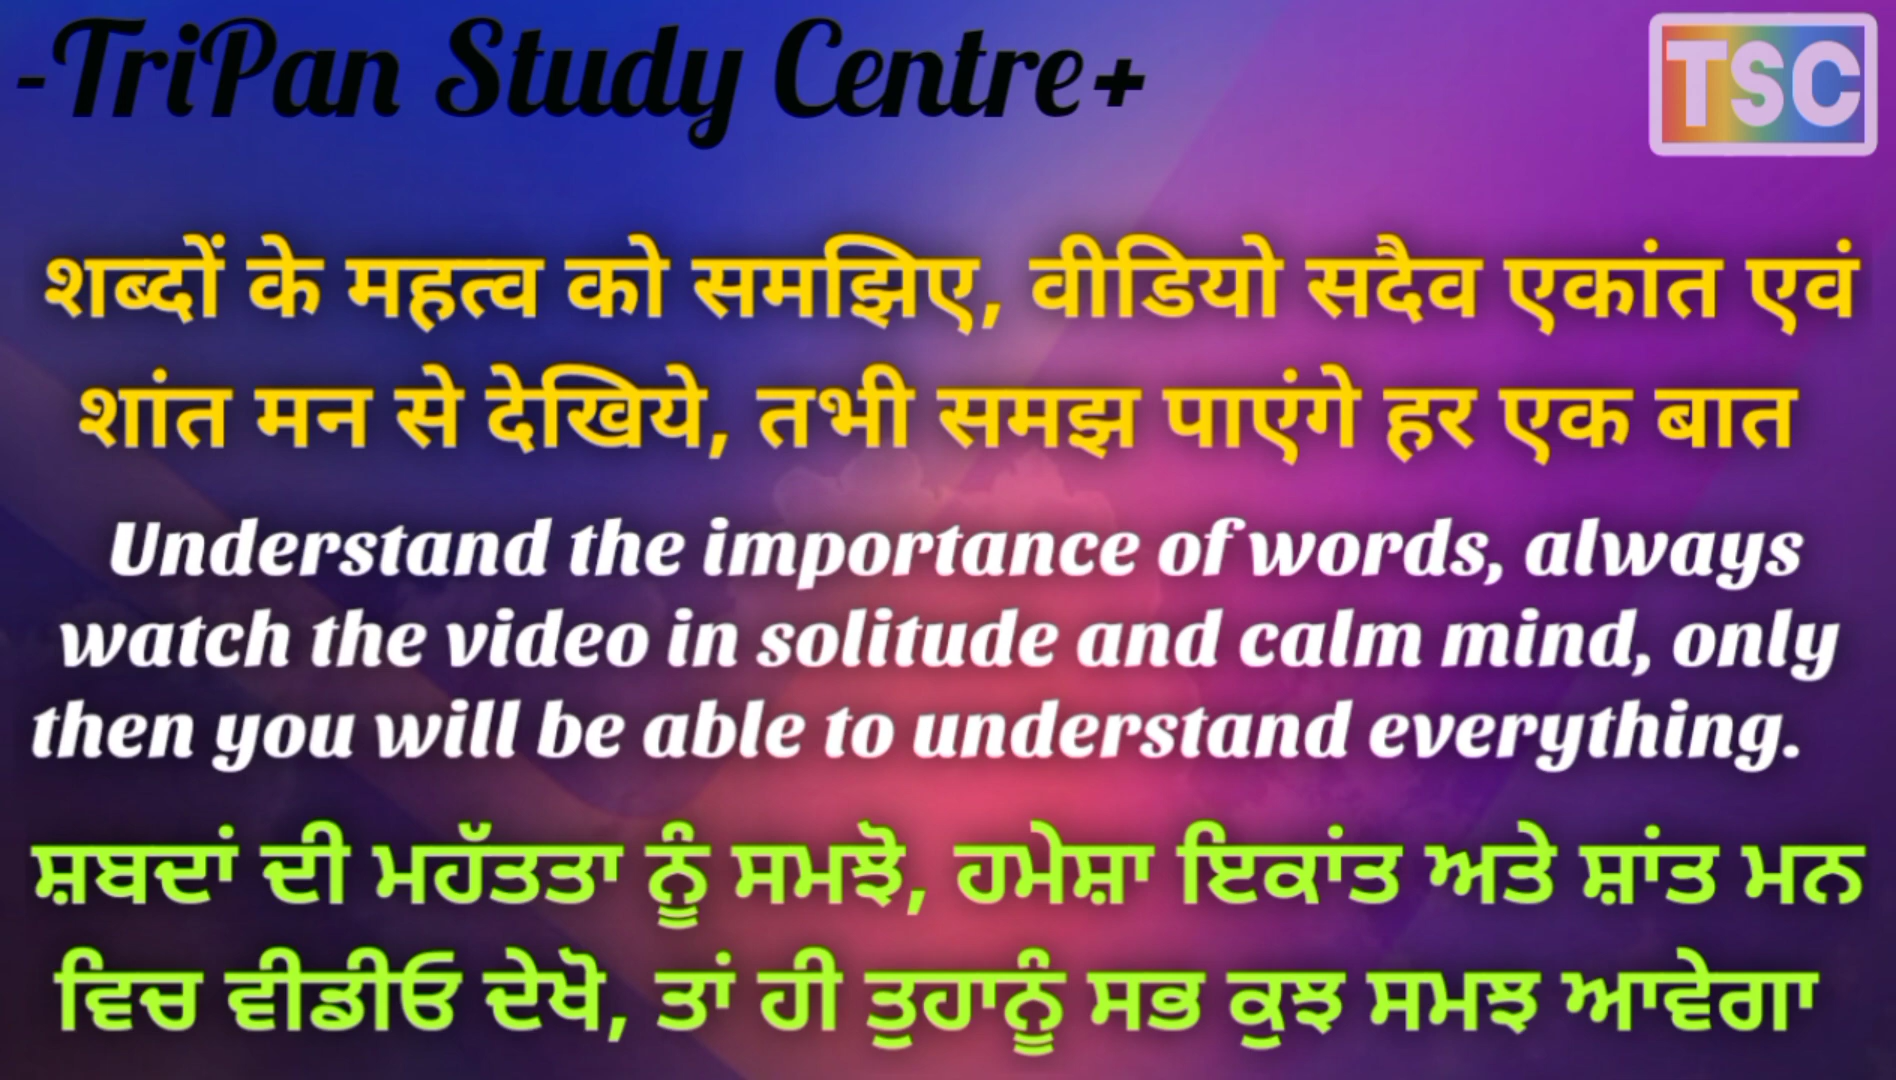 -TriPan Study Centre+
TSC
शब्दों के महत्व को समझिए, वीडियो सदैव एकांत एवं
शांत मन से देखिये, तभी समझ पाएंगे हर एक बात
Understand the importance of words, always
watch the video in solitude and calm mind, only
then you will be able to understand everything.
ਸ਼ਬਦਾਂ ਦੀ ਮਹੱਤਤਾ ਨੂੰ ਸਮਝੋ, ਹਮੇਸ਼ਾ ਇਕਾਂਤ ਅਤੇ ਸ਼ਾਂਤ ਮਨ
ਵਿਚ ਵੀਡੀਓ ਦੇਖੋ, ਤਾਂ ਹੀ ਤੁਹਾਨੂੰ ਸਭ ਕੁਝ ਸਮਝ ਆਵੇਗਾ